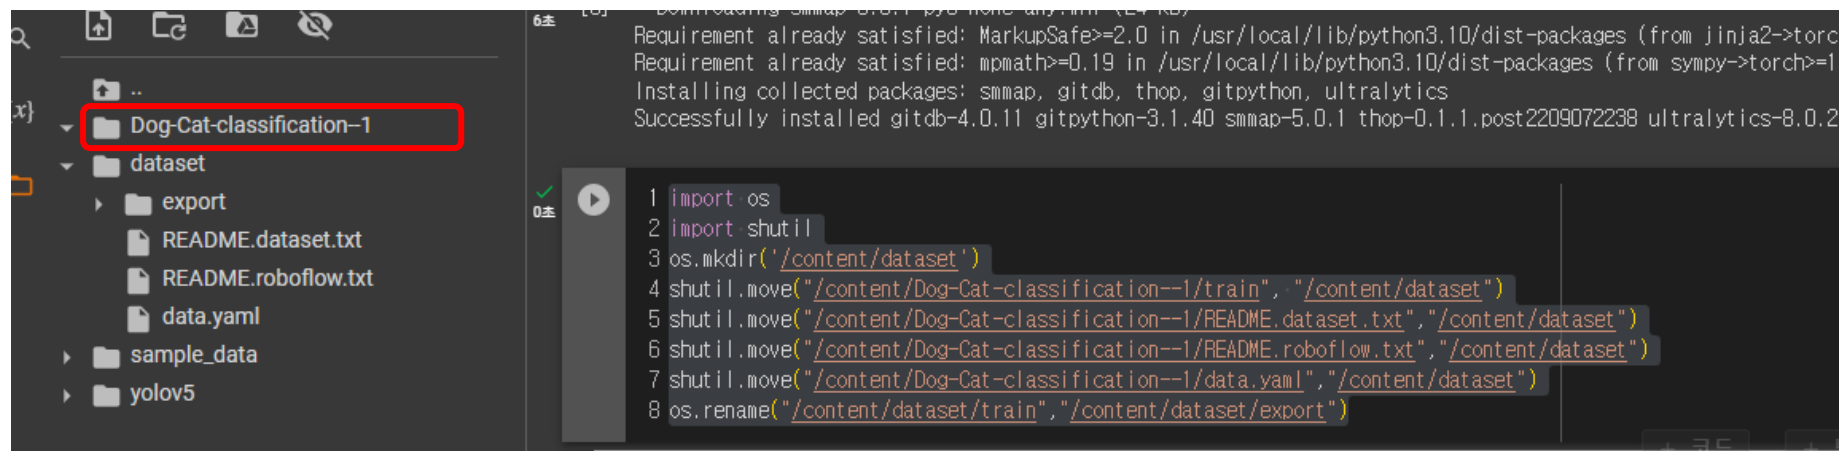 ..
Dog-Cat-classification--1
dataset
export
README.dataset.txt
README.roboflow.txt
data.yaml
sample_data
yolov5
{x}
6초
Requirement already satisfied: MarkupSafe>=2.0 in /usr/local/lib/python3.10/dist-packages (from jinja2->torc
Requirement already satisfied: mpmath>=0.19 in /usr/local/lib/python3.10/dist-packages (from sympy->torch>=1
Installing collected packages: smmap, gitdb, thop, gitpython, ultralytics
Successfully installed gitdb-4.0.11 gitpython-3.1.40 smmap-5.0.1 thop-0.1.1.post2209072238 ultralytics-8.0.2
0초
1 import os
2 import shutil
3 os.mkdir('/content/dataset')
4 shutil.move("/content/Dog-Cat-classification--1/train", "/content/dataset")
5 shutil.move("/content/Dog-Cat-classification--1/README.dataset.txt","/content/dataset")
6 shutil.move("/content/Dog-Cat-classification--1/README.roboflow.txt","/content/dataset")
7 shutil.move("/content/Dog-Cat-classification--1/data.yaml","/content/dataset")
8 os.rename("/content/dataset/train","/content/dataset/export")